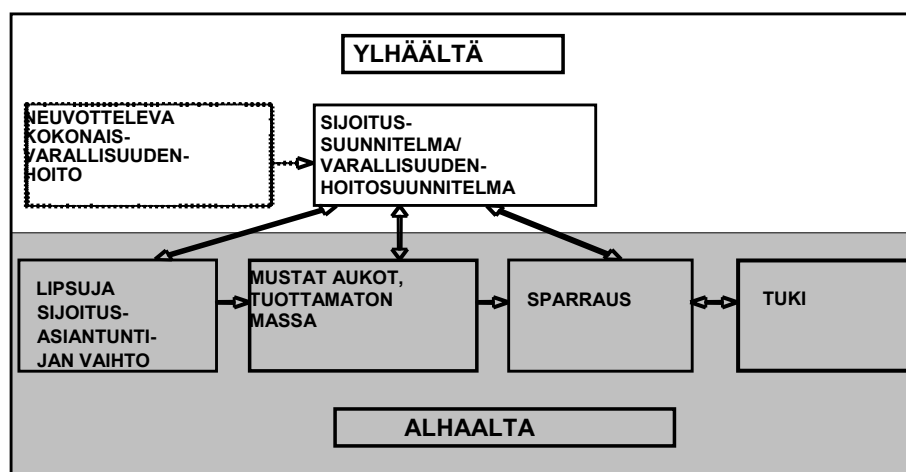 YLHÄÄLTÄ
NEUVOTTELEVA
KOKONAIS-
VARALLISUUDEN-
HOITO
SIJOITUS-
SUUNNITELMA/
VARALLISUUDEN-
HOITOSUUNNITELMA
LIPSUJA
SIJOITUS-
ASIANTUNTI-
JAN VAIHTO
MUSTAT AUKOT,
TUOTTAMATON
MASSA
SPARRAUS
TUKI
ALHAALTA